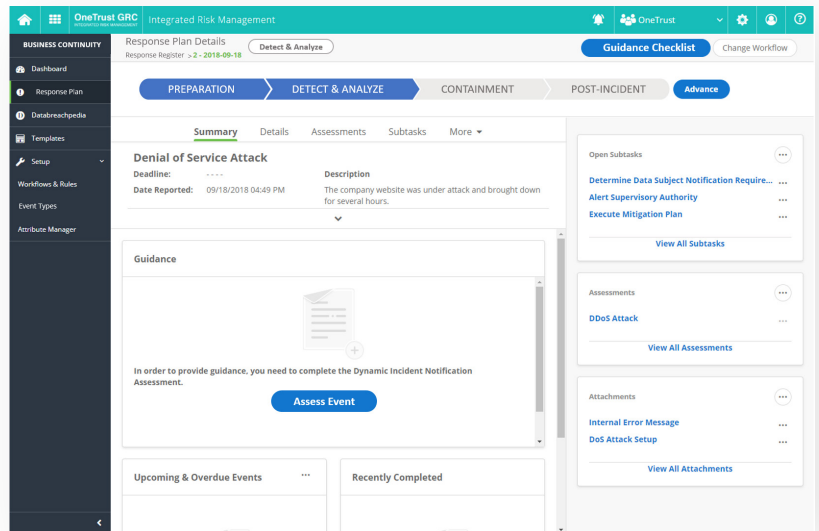 OneTrust GRC
INTEGRATED RISK MANAGEMENT
Integrated Risk Management
OneTrust
BUSINESS CONTINUITY
Dashboard
Response Plan
Databreachpedia
Templates
Setup
Workflows & Rules
Event Types
Attribute Manager
Response Plan Details
Detect & Analyze
Response Register > 2 - 2018-09-18
Guidance Checklist
Change Workflow
PREPARATION
DETECT & ANALYZE
CONTAINMENT
POST-INCIDENT
Advance
Summary
Details
Assessments
Subtasks
More
Denial of Service Attack
Deadline:
- - - -
Description
Date Reported:
09/18/2018 04:49 PM
The company website was under attack and brought down
for several hours.
Guidance
In order to provide guidance, you need to complete the Dynamic Incident Notification
Assessment.
Assess Event
Upcoming & Overdue Events
...
Recently Completed
Open Subtasks
...
Determine Data Subject Notification Require...
...
Alert Supervisory Authority
...
Execute Mitigation Plan
...
View All Subtasks
Assessments
...
DDoS Attack
...
View All Assessments
Attachments
...
Internal Error Message
...
DoS Attack Setup
...
View All Attachments